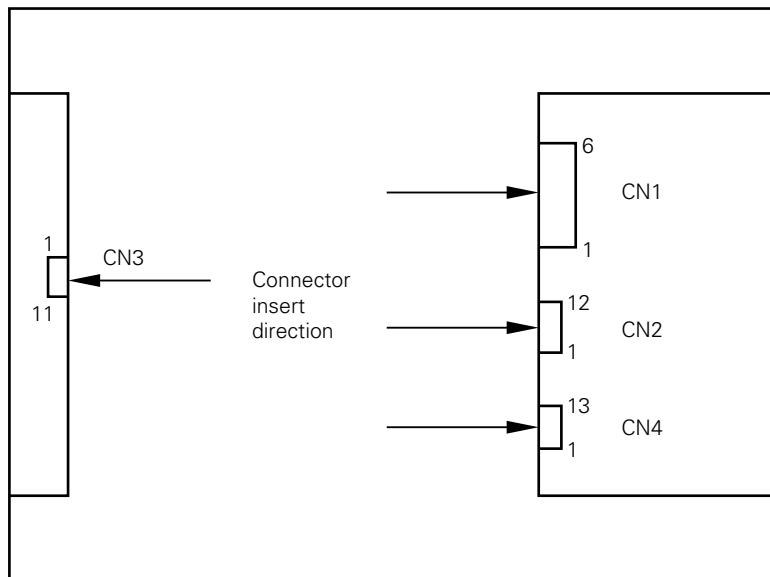 6
CN1
1
1
CN3
11
Connector
insert
direction
12
CN2
1
13
CN4
1